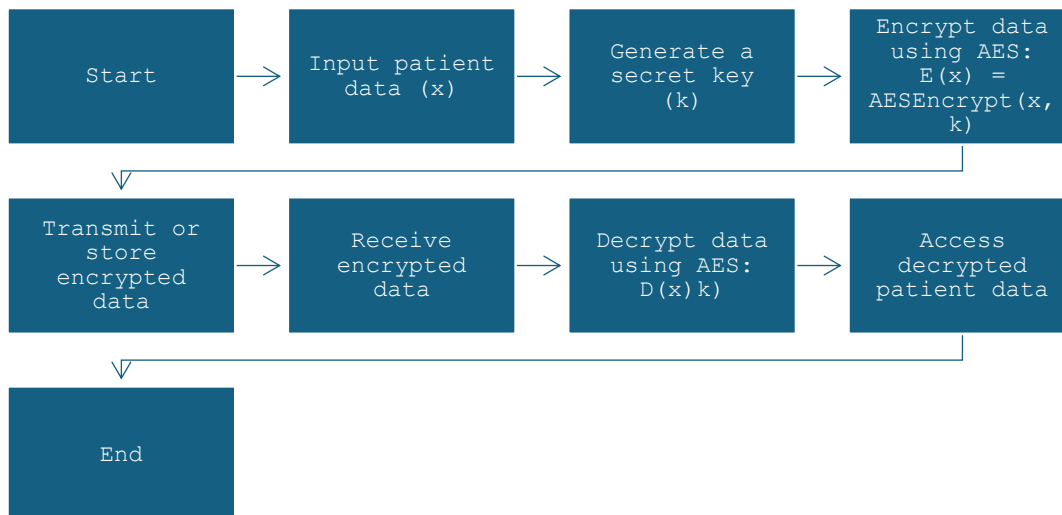 Start
Input patient
data (x)
Generate a
secret key
(k)
Encrypt data
using AES:
E(x) =
AESEncrypt(x,
k)
Transmit or
store
encrypted
data
Receive
encrypted
data
Decrypt data
using AES:
D(x)k)
Access
decrypted
patient data
End